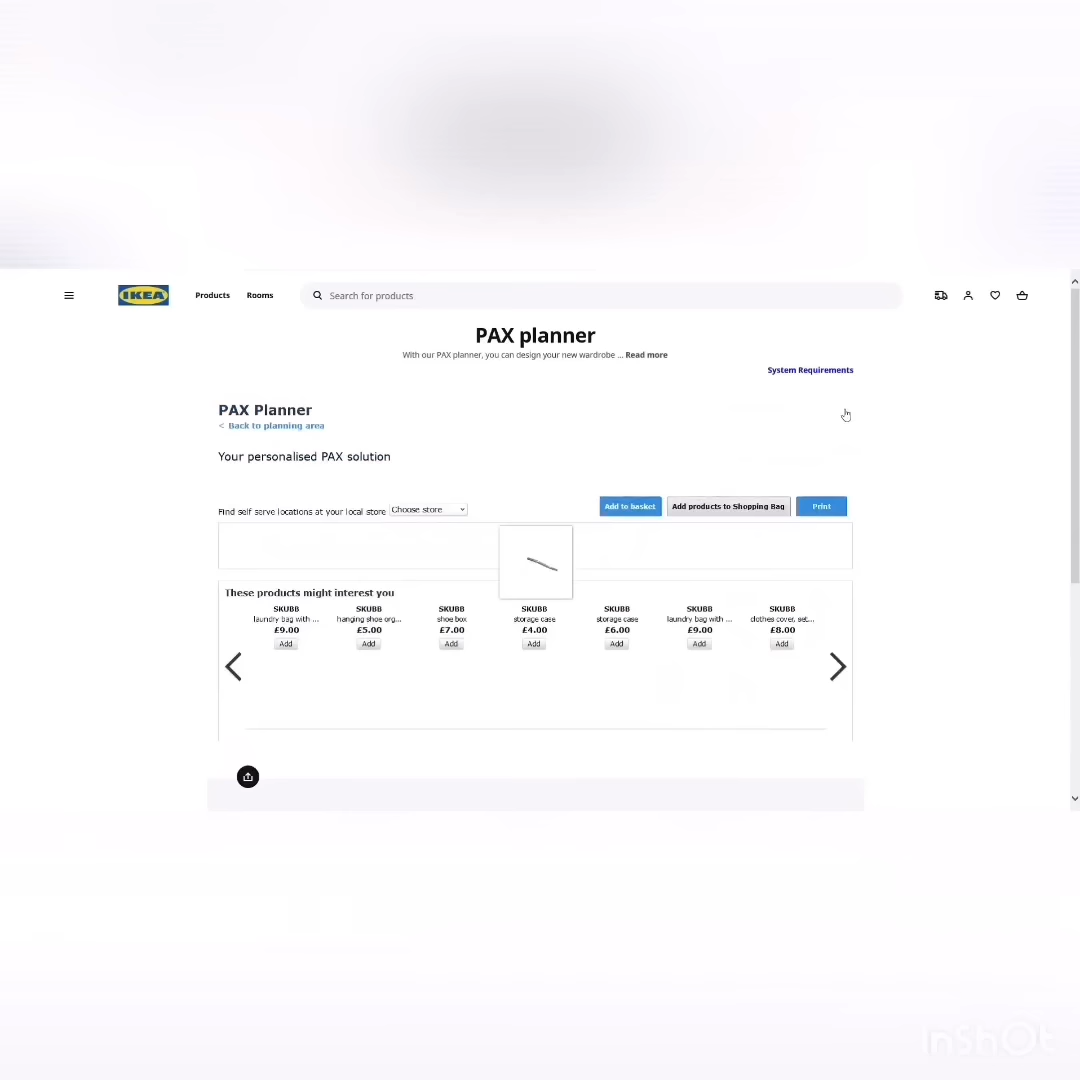 IKEA
Products Rooms
Search for products
PAX planner
With our PAX planner, you can design your new wardrobe ... Read more
System Requirements
PAX Planner
< Back to planning area
Your personalised PAX solution
Find self serve locations at your local store Choose store
Add to basket Add products to Shopping Bag Print
These products might interest you
SKUBB SKUBB SKUBB SKUBB SKUBB SKUBB SKUBB
laundry bag with ... hanging shoe org... shoe box storage case storage case laundry bag with ... clothes cover, set...
£9.00 £5.00 £7.00 £4.00 £6.00 £9.00 £8.00
Add Add Add Add Add Add Add
InShOt